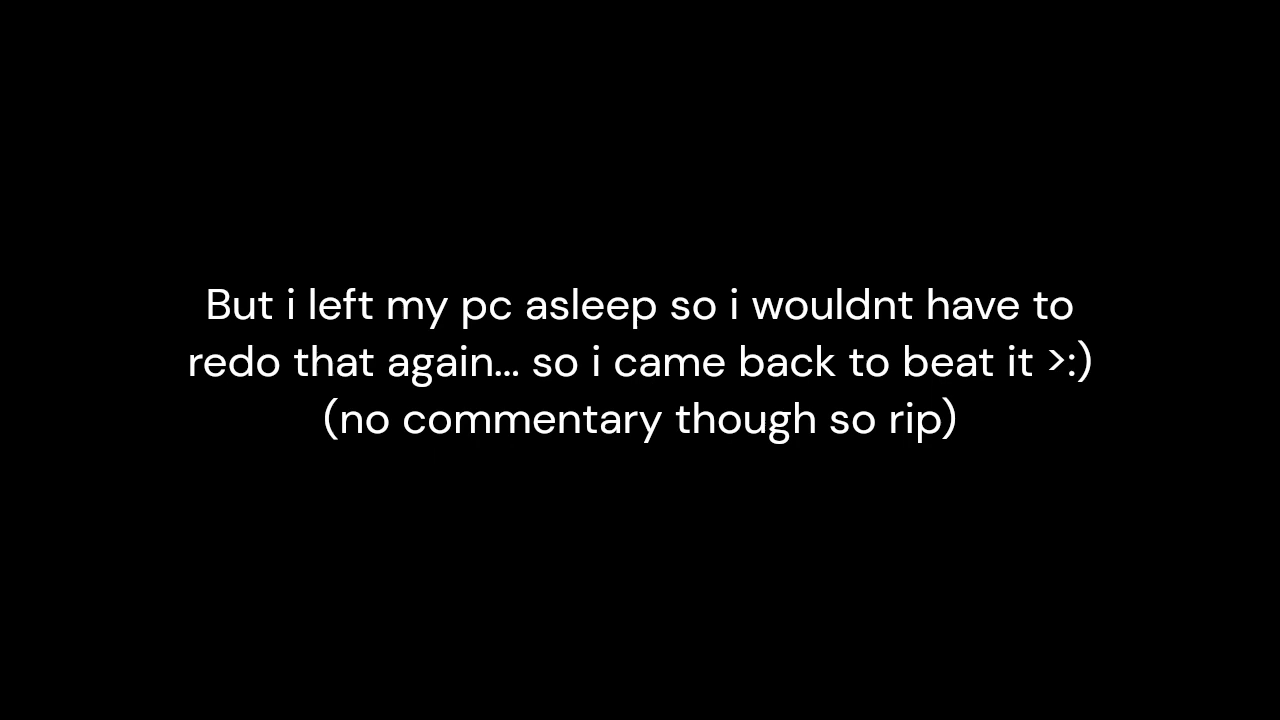 But i left my pc asleep so i wouldnt have to
redo that again... so i came back to beat it >:)
(no commentary though so rip)